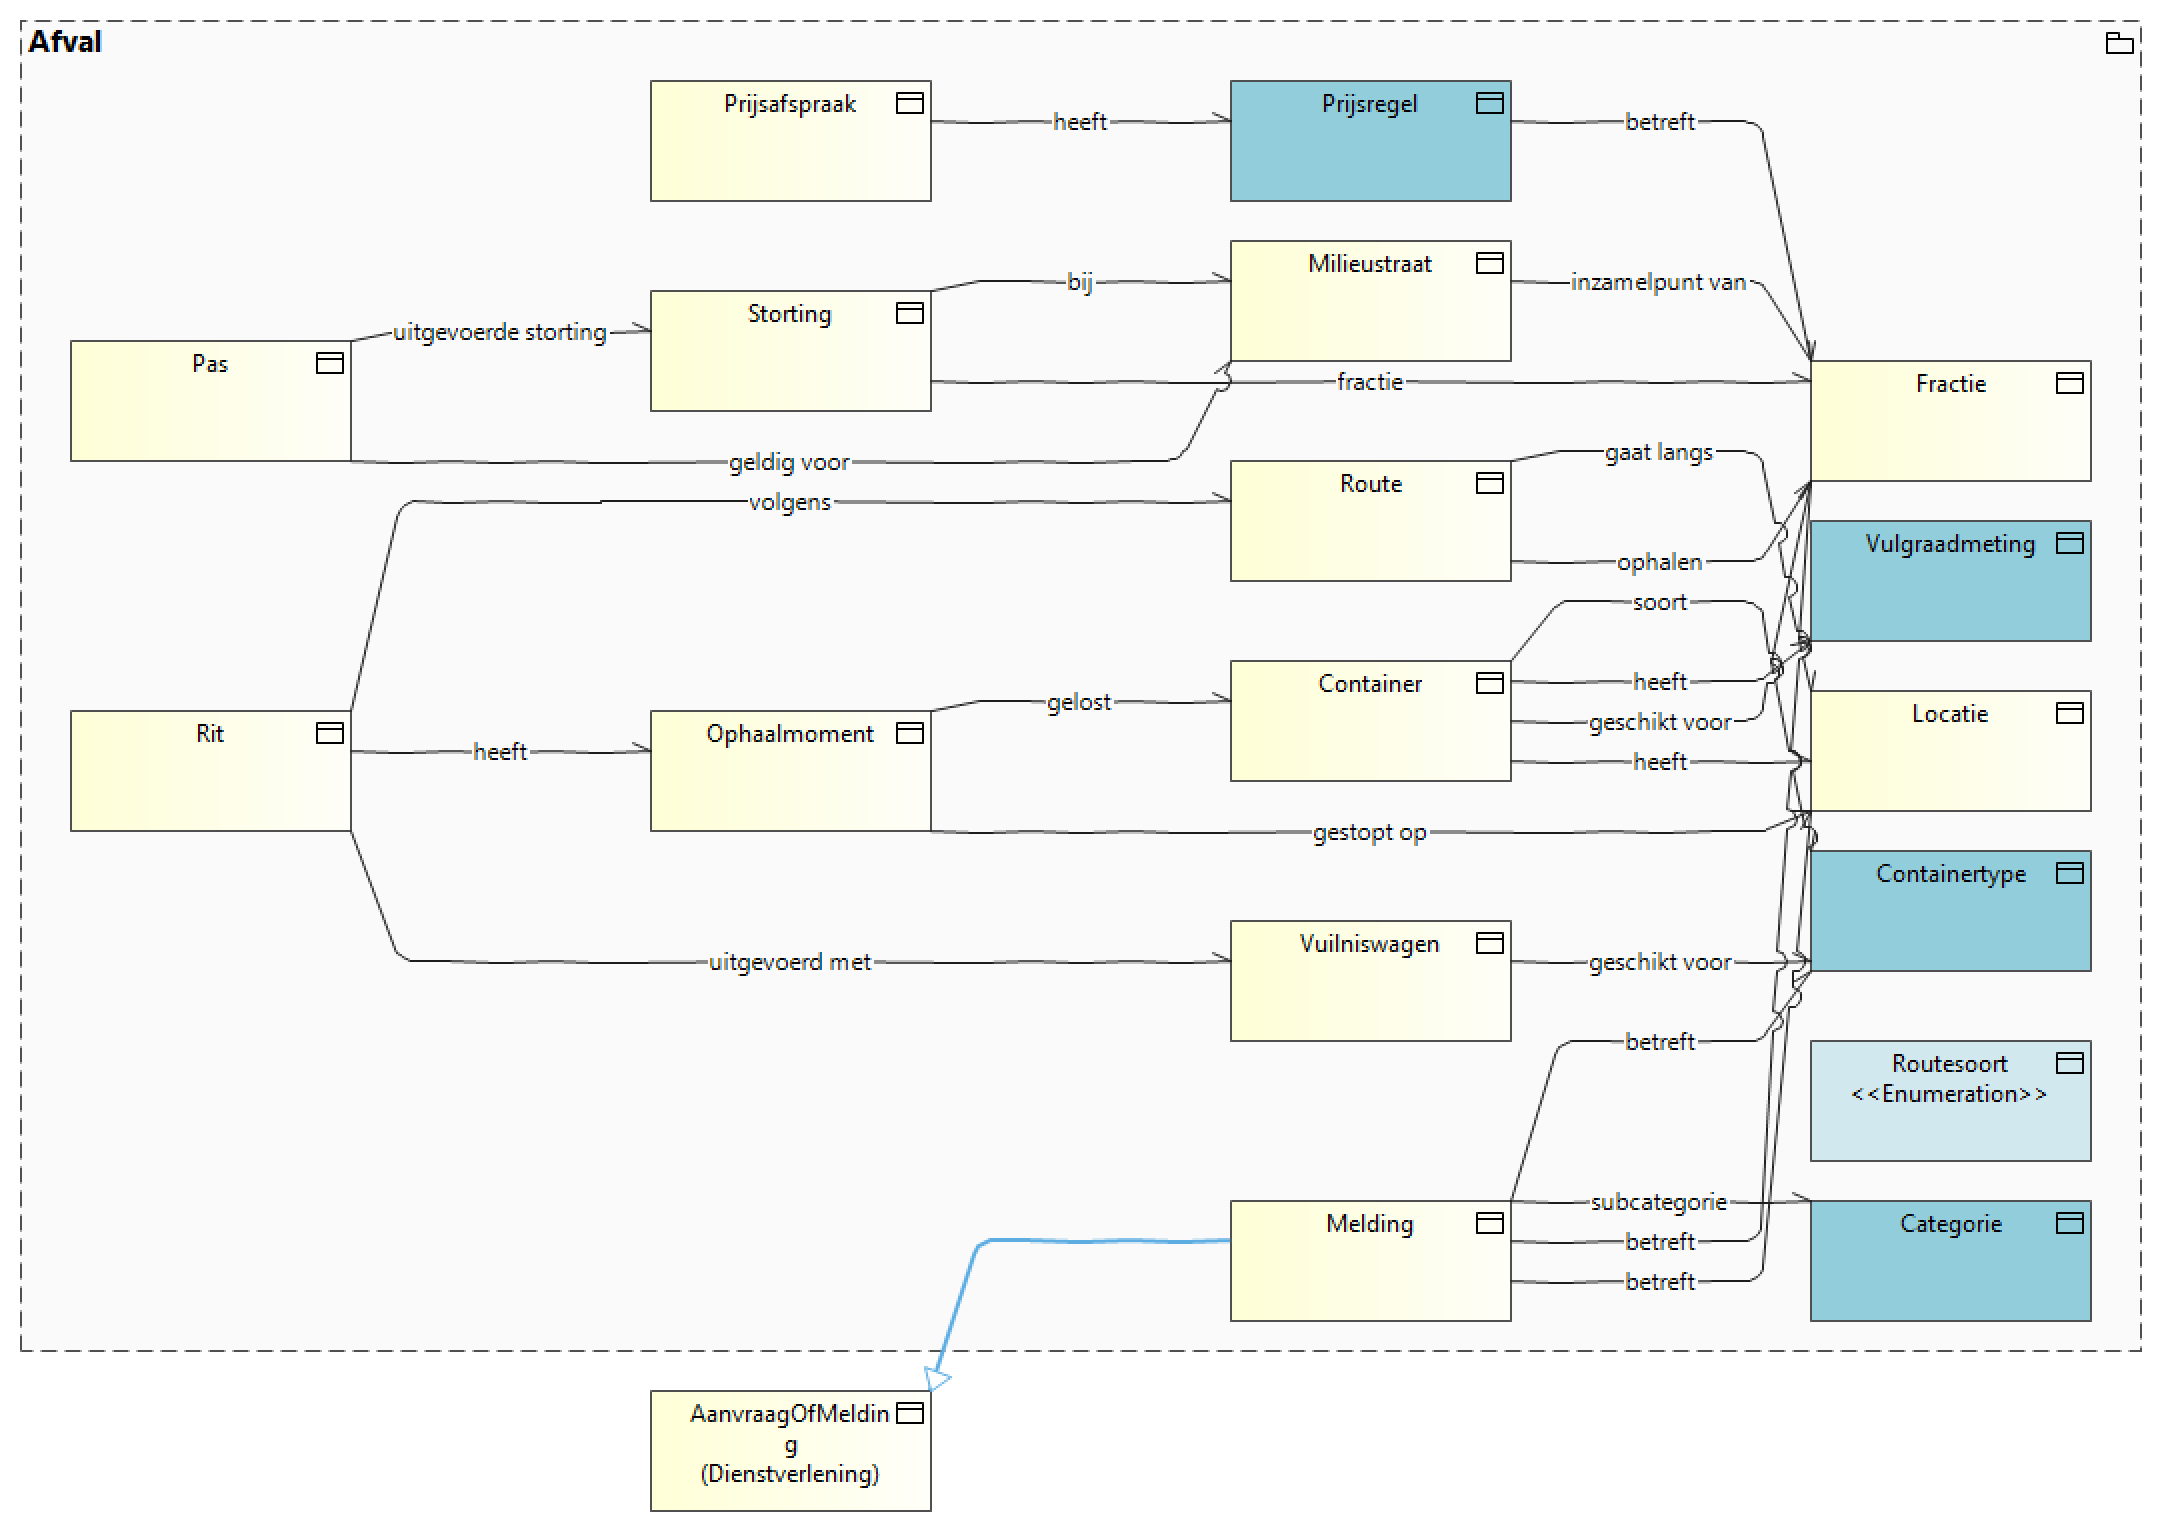 Afval
Prijsafspraak
heeft
Prijsregel
betreft
Milieustraat
inzamelpunt van
bij
Storting
uitgevoerde storting
Pas
fractie
Fractie
geldig voor
gaat langs
volgens
Route
Vulgraadmeting
ophalen
soort
Container
heeft
gelost
geschikt voor
Locatie
Rit
heeft
Ophaalmoment
heeft
gestopt op
Containertype
Vuilniswagen
uitgevoerd met
geschikt voor
betreft
Routesoort
<<Enumeration>>
subcategorie
Melding
Categorie
betreft
betreft
AanvraagOfMeldin
g
(Dienstverlening)